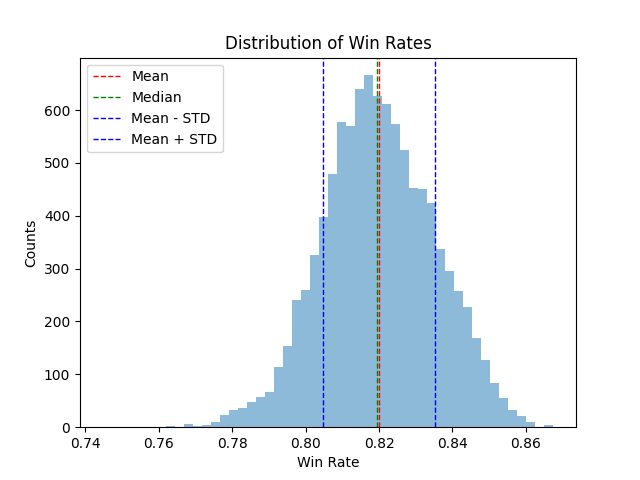 Distribution of Win Rates
Mean
Median
Mean - STD
Mean + STD
600
500
400
300
200
100
0
Counts
0.74 0.76 0.78 0.80 0.82 0.84 0.86
Win Rate